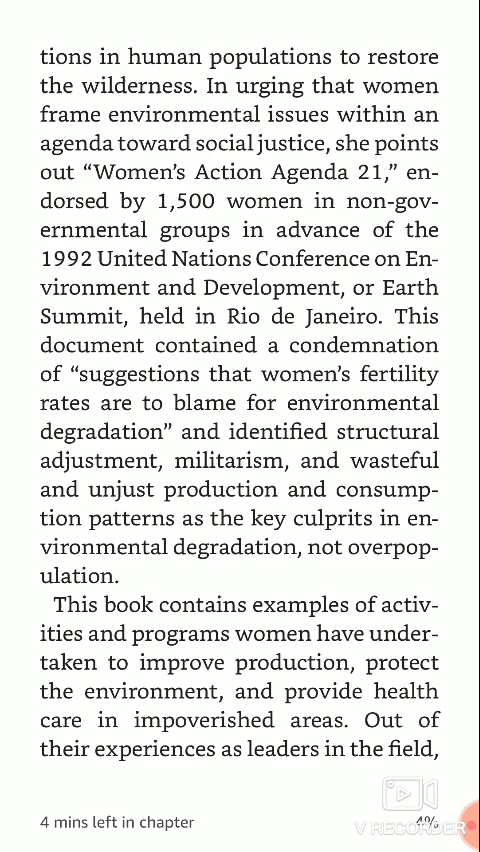 tions in human populations to restore
the wilderness. In urging that women
frame environmental issues within an
agenda toward social justice, she points
out “Women’s Action Agenda 21,” en-
dorsed by 1,500 women in non-gov-
ernmental groups in advance of the
1992 United Nations Conference on En-
vironment and Development, or Earth
Summit, held in Rio de Janeiro. This
document contained a condemnation
of “suggestions that women’s fertility
rates are to blame for environmental
degradation” and identified structural
adjustment, militarism, and wasteful
and unjust production and consump-
tion patterns as the key culprits in en-
vironmental degradation, not overpop-
ulation.
This book contains examples of activ-
ities and programs women have under-
taken to improve production, protect
the environment, and provide health
care in impoverished areas. Out of
their experiences as leaders in the field,
4 mins left in chapter 4%
V RECORDER